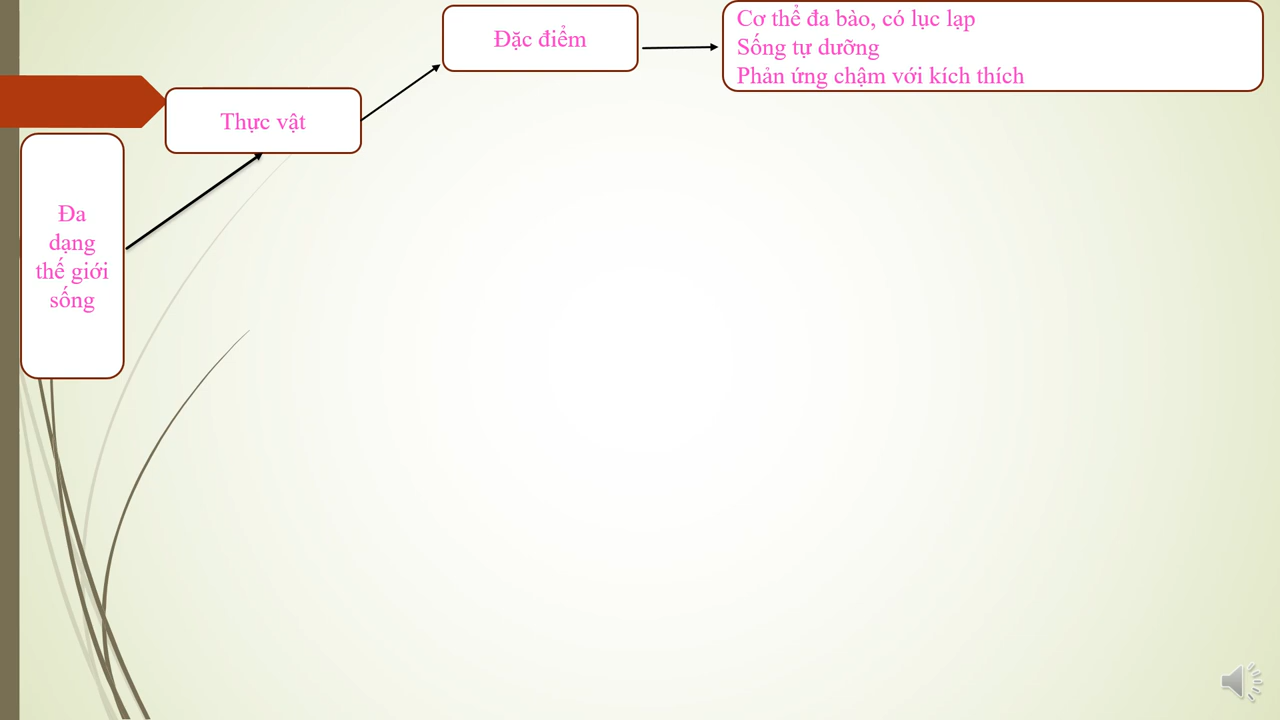 Đặc điểm
Cơ thể đa bào, có lục lạp
Sống tự dưỡng
Phản ứng chậm với kích thích
Thực vật
Đa
dạng
thế giới
sống